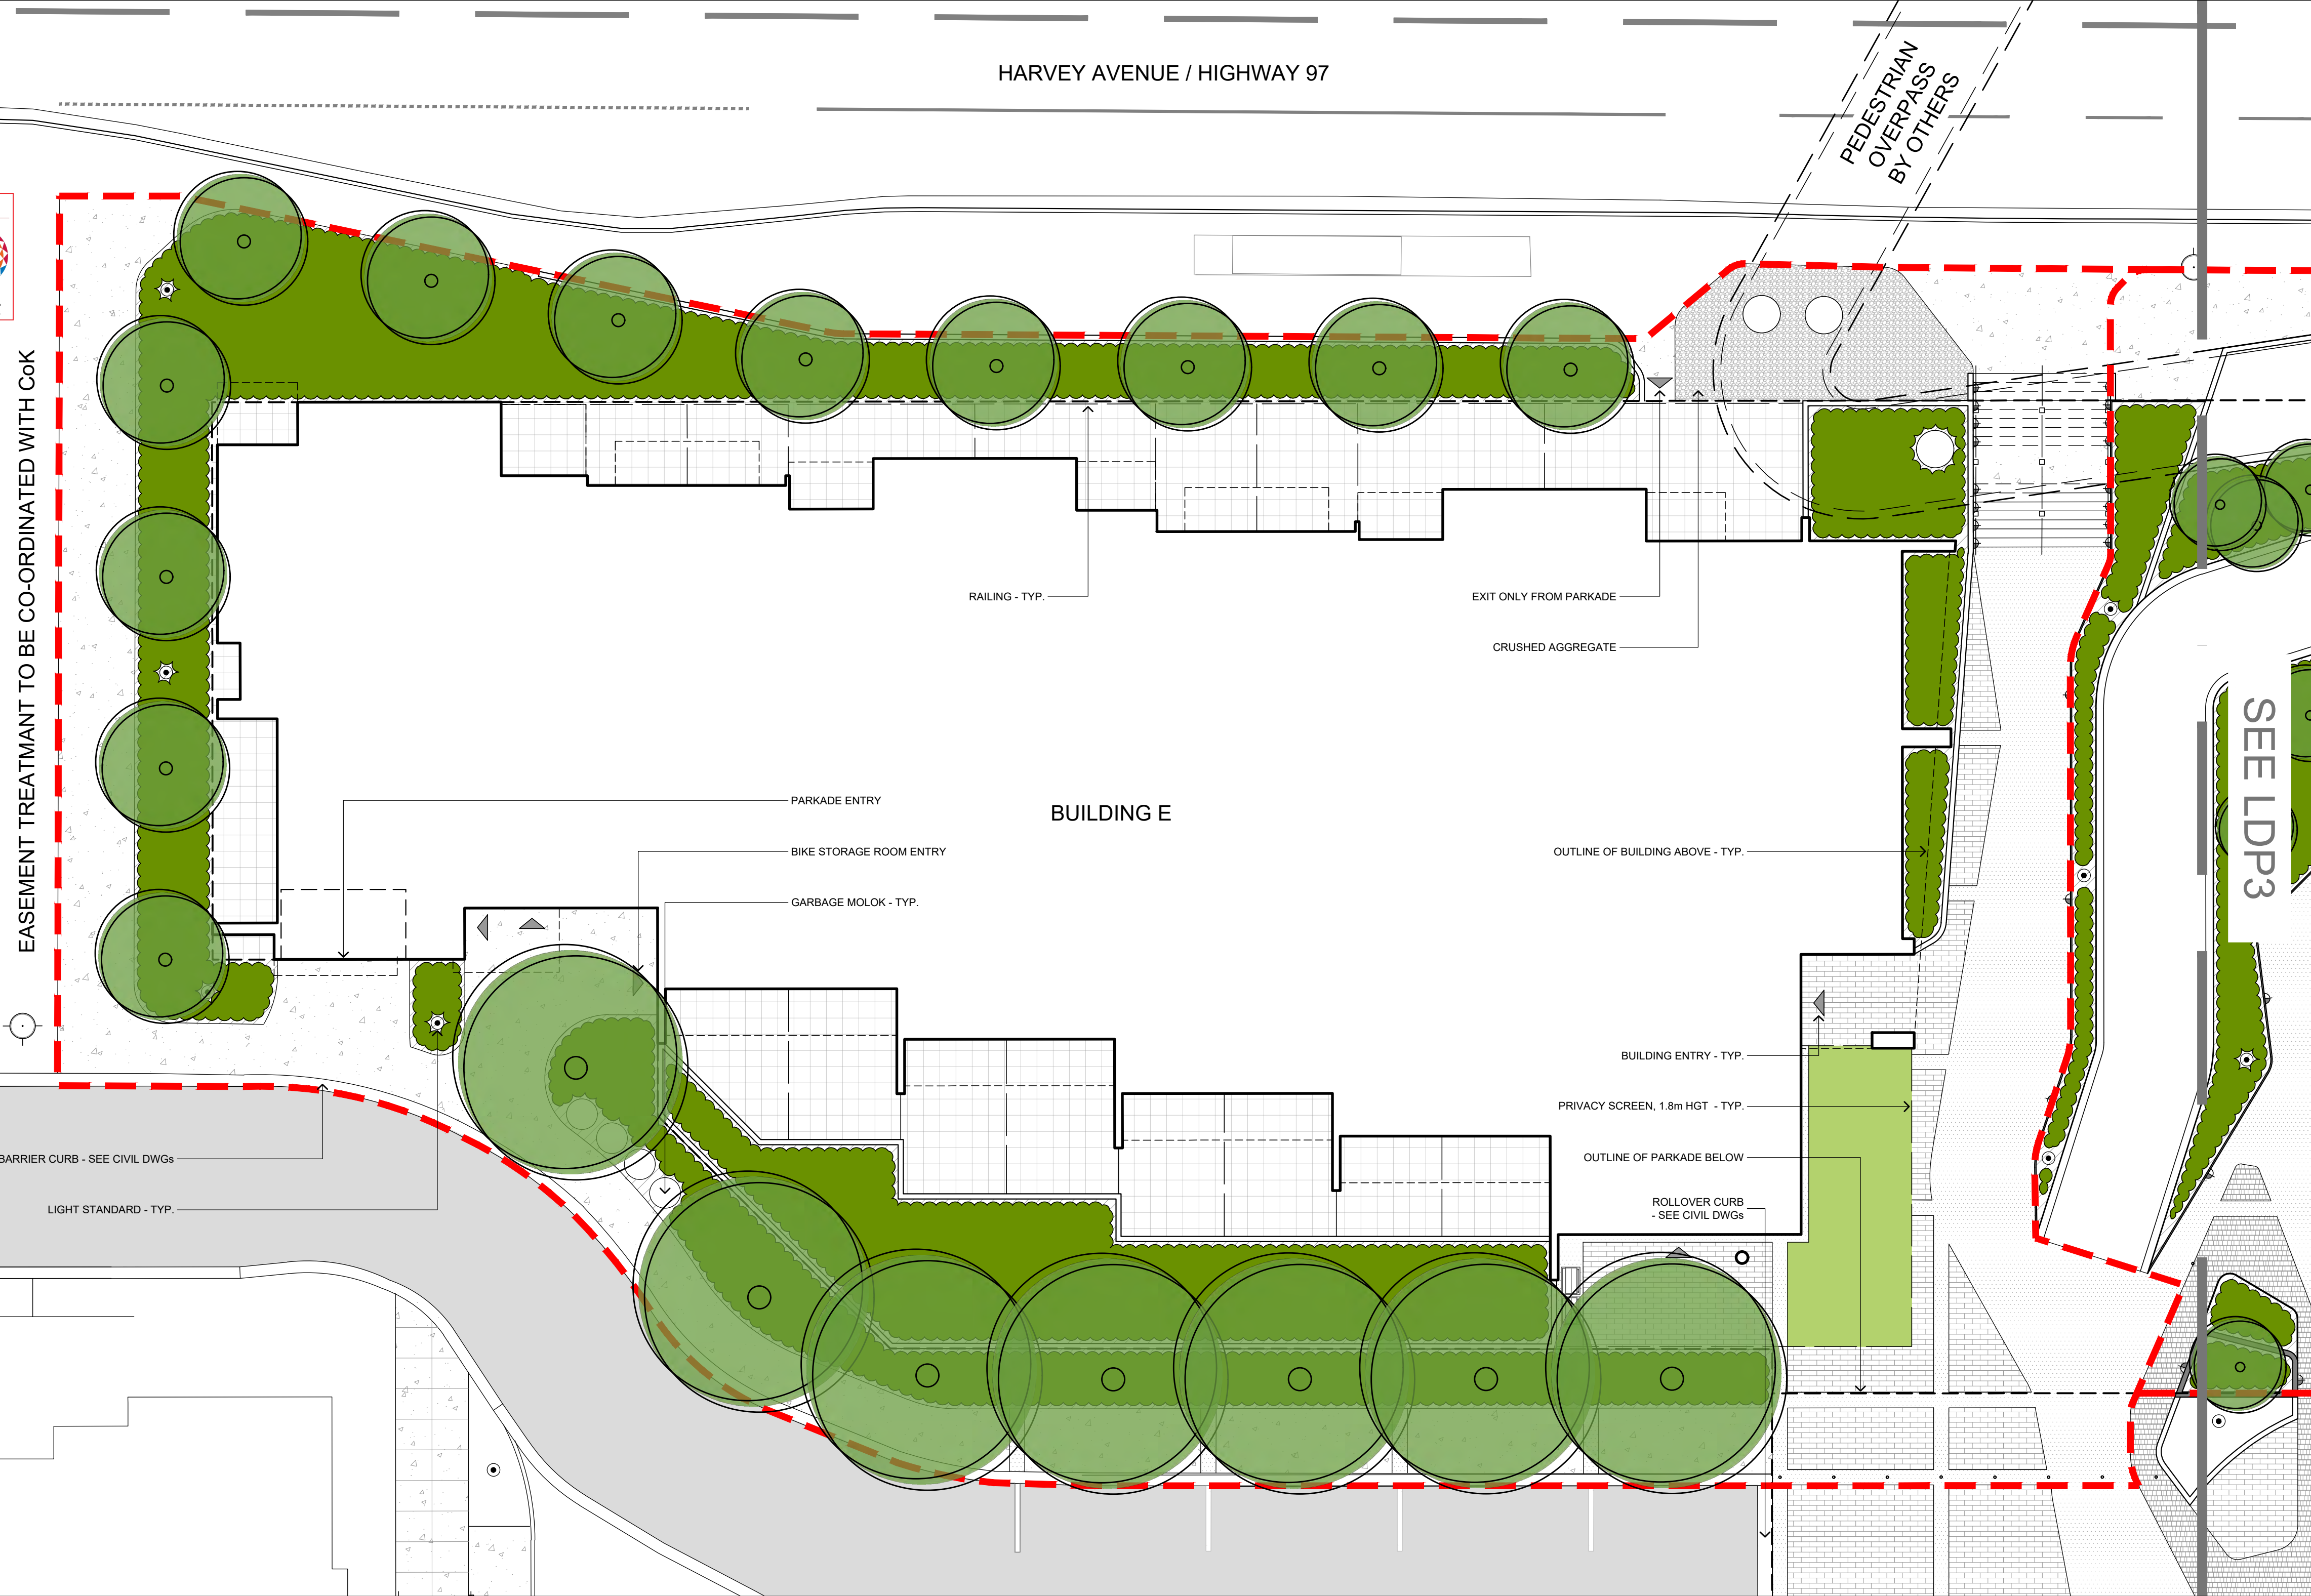 HARVEY AVENUE / HIGHWAY 97
PEDESTRIAN
OVERPASS
BY OTHERS
EASEMENT TREATMANT TO BE CO-ORDINATED WITH CoK
RAILING - TYP.
EXIT ONLY FROM PARKADE
CRUSHED AGGREGATE
SEE LDP3
PARKADE ENTRY
BUILDING E
BIKE STORAGE ROOM ENTRY
OUTLINE OF BUILDING ABOVE - TYP.
GARBAGE MOLOK - TYP.
BUILDING ENTRY - TYP.
PRIVACY SCREEN, 1.8m HGT - TYP.
BARRIER CURB - SEE CIVIL DWGs
OUTLINE OF PARKADE BELOW
LIGHT STANDARD - TYP.
ROLLOVER CURB
- SEE CIVIL DWGs